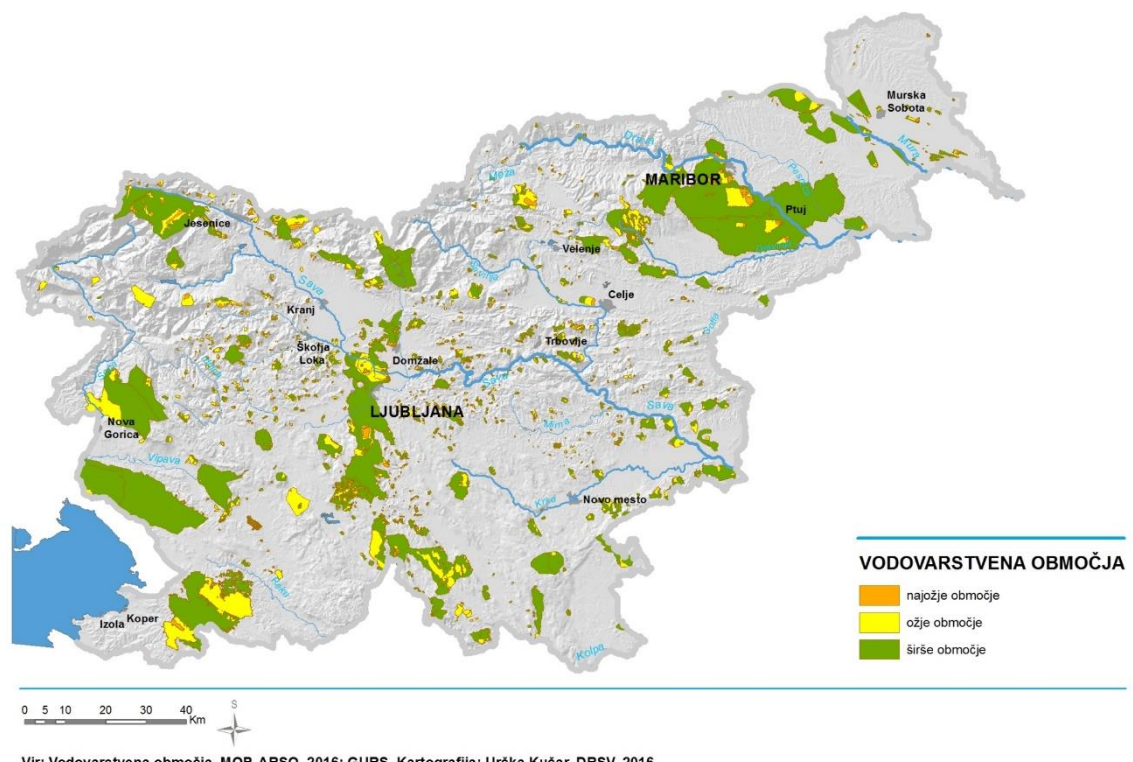 Murska
Sobota
Mura
Drava
MARIBOR
Pesnica
Ptuj
Meža
Jesenice
Velenje
Savinja
Sava
Celje
Kranj
Sotla
Škofja
Loka
Trbovlje
Domžale
Sava
LJUBLJANA
Sava
Mirna
Nova
Gorica
Vipava
Krka
Novo mesto
VODOVARSTVENA OBMOČJA
najožje območje
ožje območje
širše območje
Izola
Koper
Kolpa
0 5 10 20 30 40
Km
S
Vir: Vodovarstvena območja, MOP-ARSO, 2016; GURS, Kartografija: Urška Kučar, DRSV, 2016